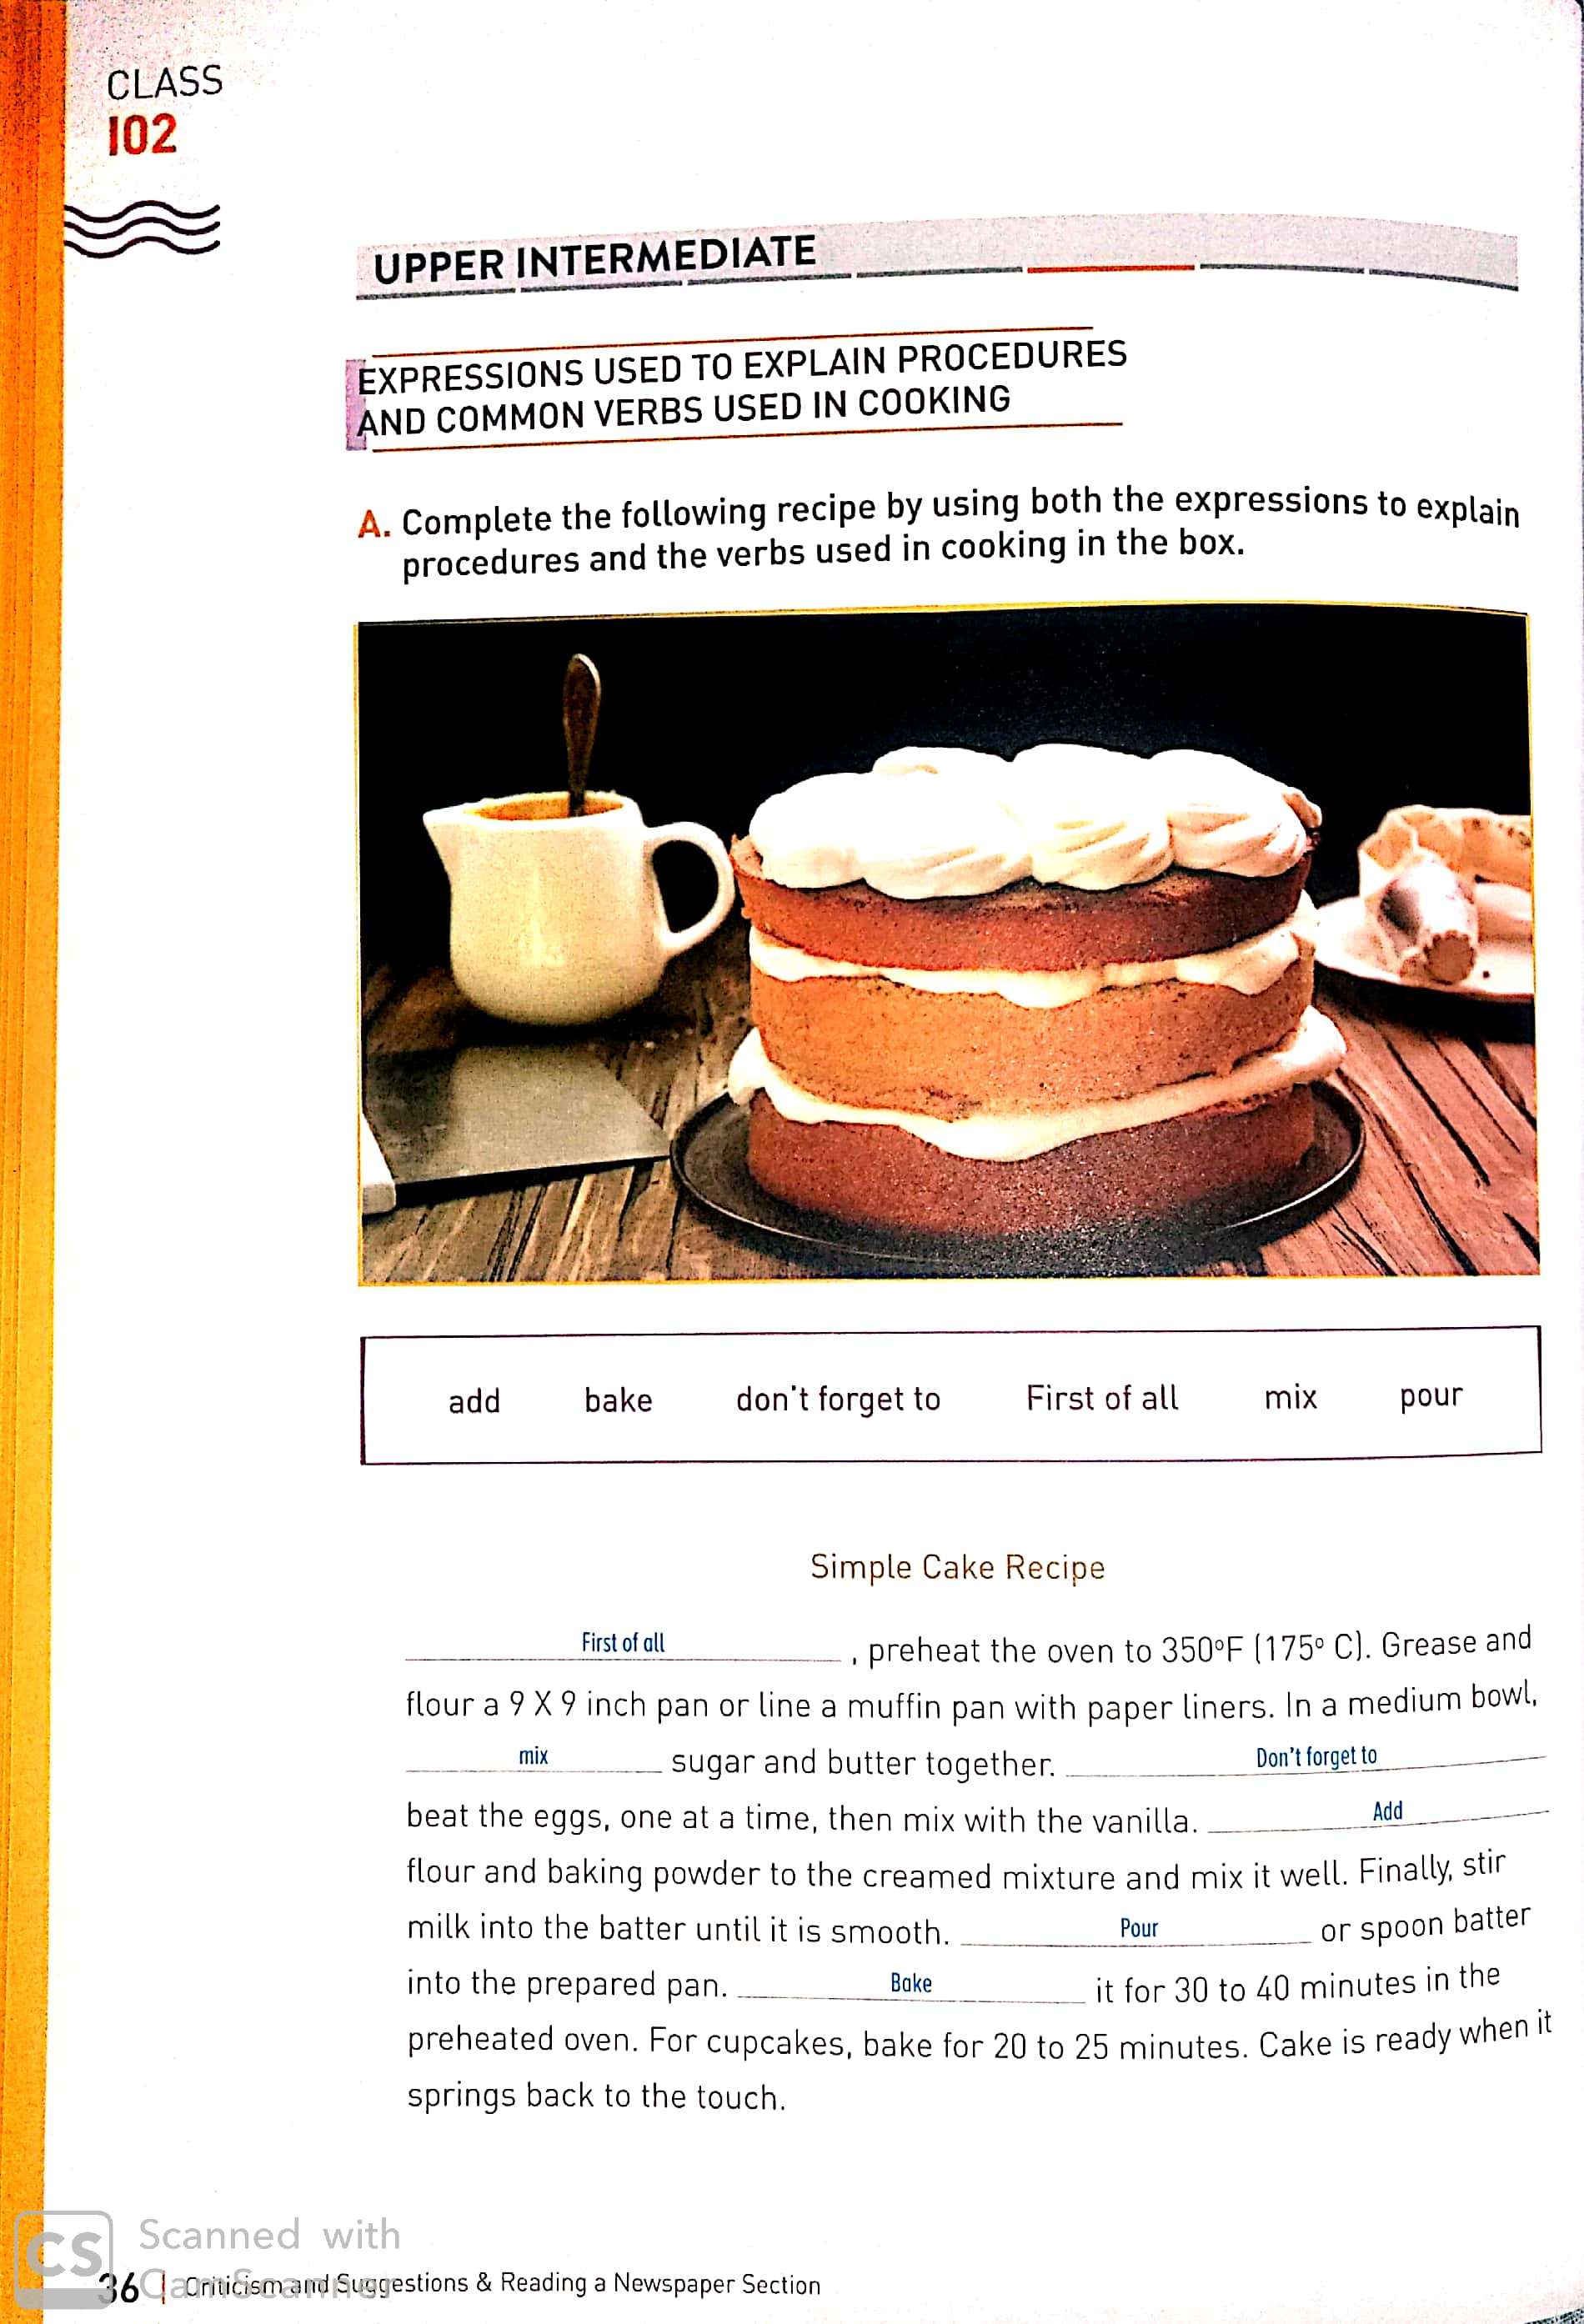 CLASS
102
UPPER INTERMEDIATE
EXPRESSIONS USED TO EXPLAIN PROCEDURES
AND COMMON VERBS USED IN COOKING
A. Complete the following recipe by using both the expressions to explain
procedures and the verbs used in cooking in the box.
add bake don't forget to First of all mix pour
Simple Cake Recipe
First of all , preheat the oven to 350ºF (175º C). Grease and
flour a 9 X 9 inch pan or line a muffin pan with paper liners. In a medium bowl,
mix sugar and butter together. Don't forget to
beat the eggs, one at a time, then mix with the vanilla. Add
flour and baking powder to the creamed mixture and mix it well. Finally, stir
milk into the batter until it is smooth. Pour or spoon batter
into the prepared pan. Bake it for 30 to 40 minutes in the
preheated oven. For cupcakes, bake for 20 to 25 minutes. Cake is ready when it
springs back to the touch.
CS Scanned with
CamScanner
36 | Criticism and Suggestions & Reading a Newspaper Section